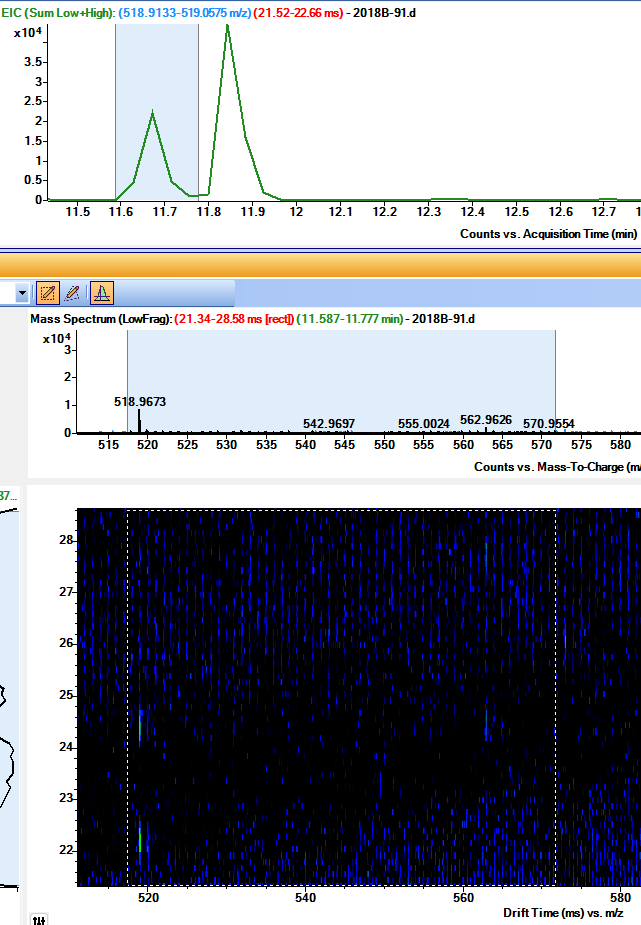 EIC (Sum Low+High): (518.9133-519.0575 m/z) (21.52-22.66 ms) - 2018B-91.d
x10⁴
3.5
3
2.5
2
1.5
1
0.5
0
11.5 11.6 11.7 11.8 11.9 12 12.1 12.2 12.3 12.4 12.5 12.6 12.7 1
Counts vs. Acquisition Time (min)
Mass Spectrum (LowFrag): (21.34-28.58 ms [rect]) (11.587-11.777 min) - 2018B-91.d
x10⁴
3
2
1
0
518.9673
542.9697
555.0024
562.9626
570.9554
515 520 525 530 535 540 545 550 555 560 565 570 575 580
Counts vs. Mass-To-Charge (m/
37...
28
27
26
25
24
23
22
520 540 560 580
Drift Time (ms) vs. m/z